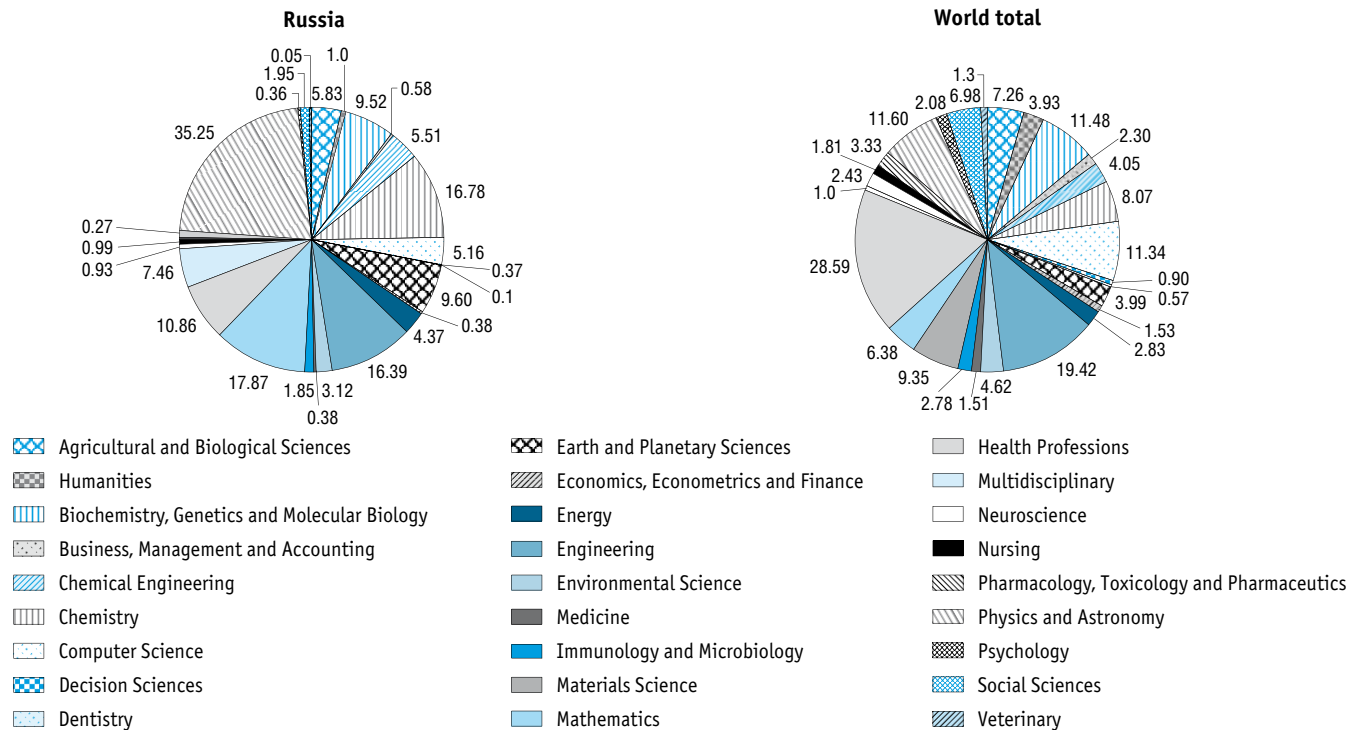 Russia
0.05
1.0
1.95
0.58
0.36
5.83
9.52
35.25
5.51
16.78
0.27
5.16
0.99
0.37
0.93
0.1
7.46
9.60
0.38
10.86
4.37
17.87
16.39
1.85
3.12
0.38
World total
1.3
2.08
6.98
7.26
3.93
11.60
11.48
2.30
1.81
3.33
4.05
2.43
8.07
1.0
11.34
28.59
0.90
0.57
3.99
1.53
2.83
6.38
19.42
9.35
4.62
2.78
1.51
Agricultural and Biological Sciences
Humanities
Biochemistry, Genetics and Molecular Biology
Business, Management and Accounting
Chemical Engineering
Chemistry
Computer Science
Decision Sciences
Dentistry
Earth and Planetary Sciences
Economics, Econometrics and Finance
Energy
Engineering
Environmental Science
Medicine
Immunology and Microbiology
Materials Science
Mathematics
Health Professions
Multidisciplinary
Neuroscience
Nursing
Pharmacology, Toxicology and Pharmaceutics
Physics and Astronomy
Psychology
Social Sciences
Veterinary